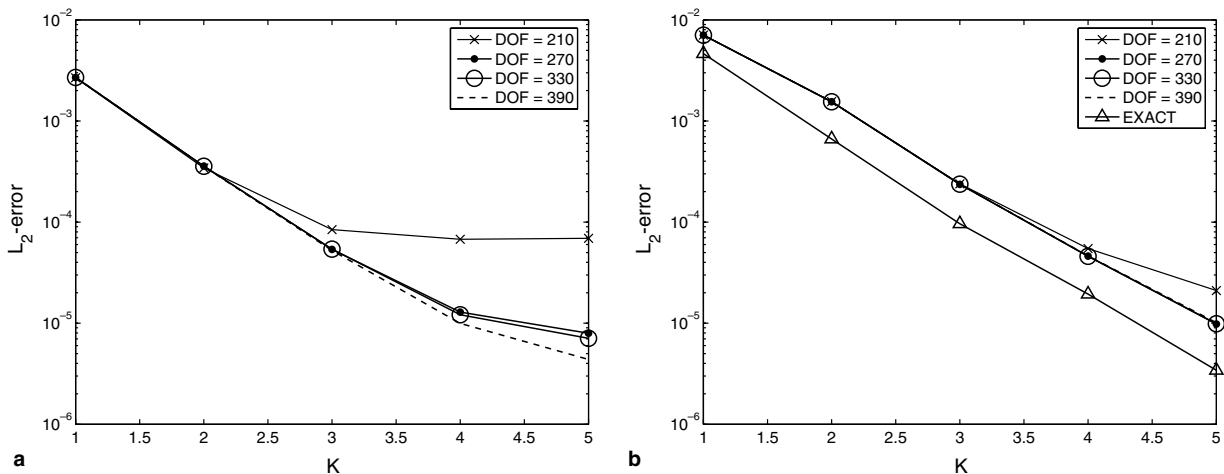 10^-2
10^-3
10^-4
10^-5
10^-6
L_2-error
DOF = 210
DOF = 270
DOF = 330
DOF = 390
1 1.5 2 2.5 3 3.5 4 4.5 5
K
a
10^-2
10^-3
10^-4
10^-5
10^-6
L_2-error
DOF = 210
DOF = 270
DOF = 330
DOF = 390
EXACT
1 1.5 2 2.5 3 3.5 4 4.5 5
K
b